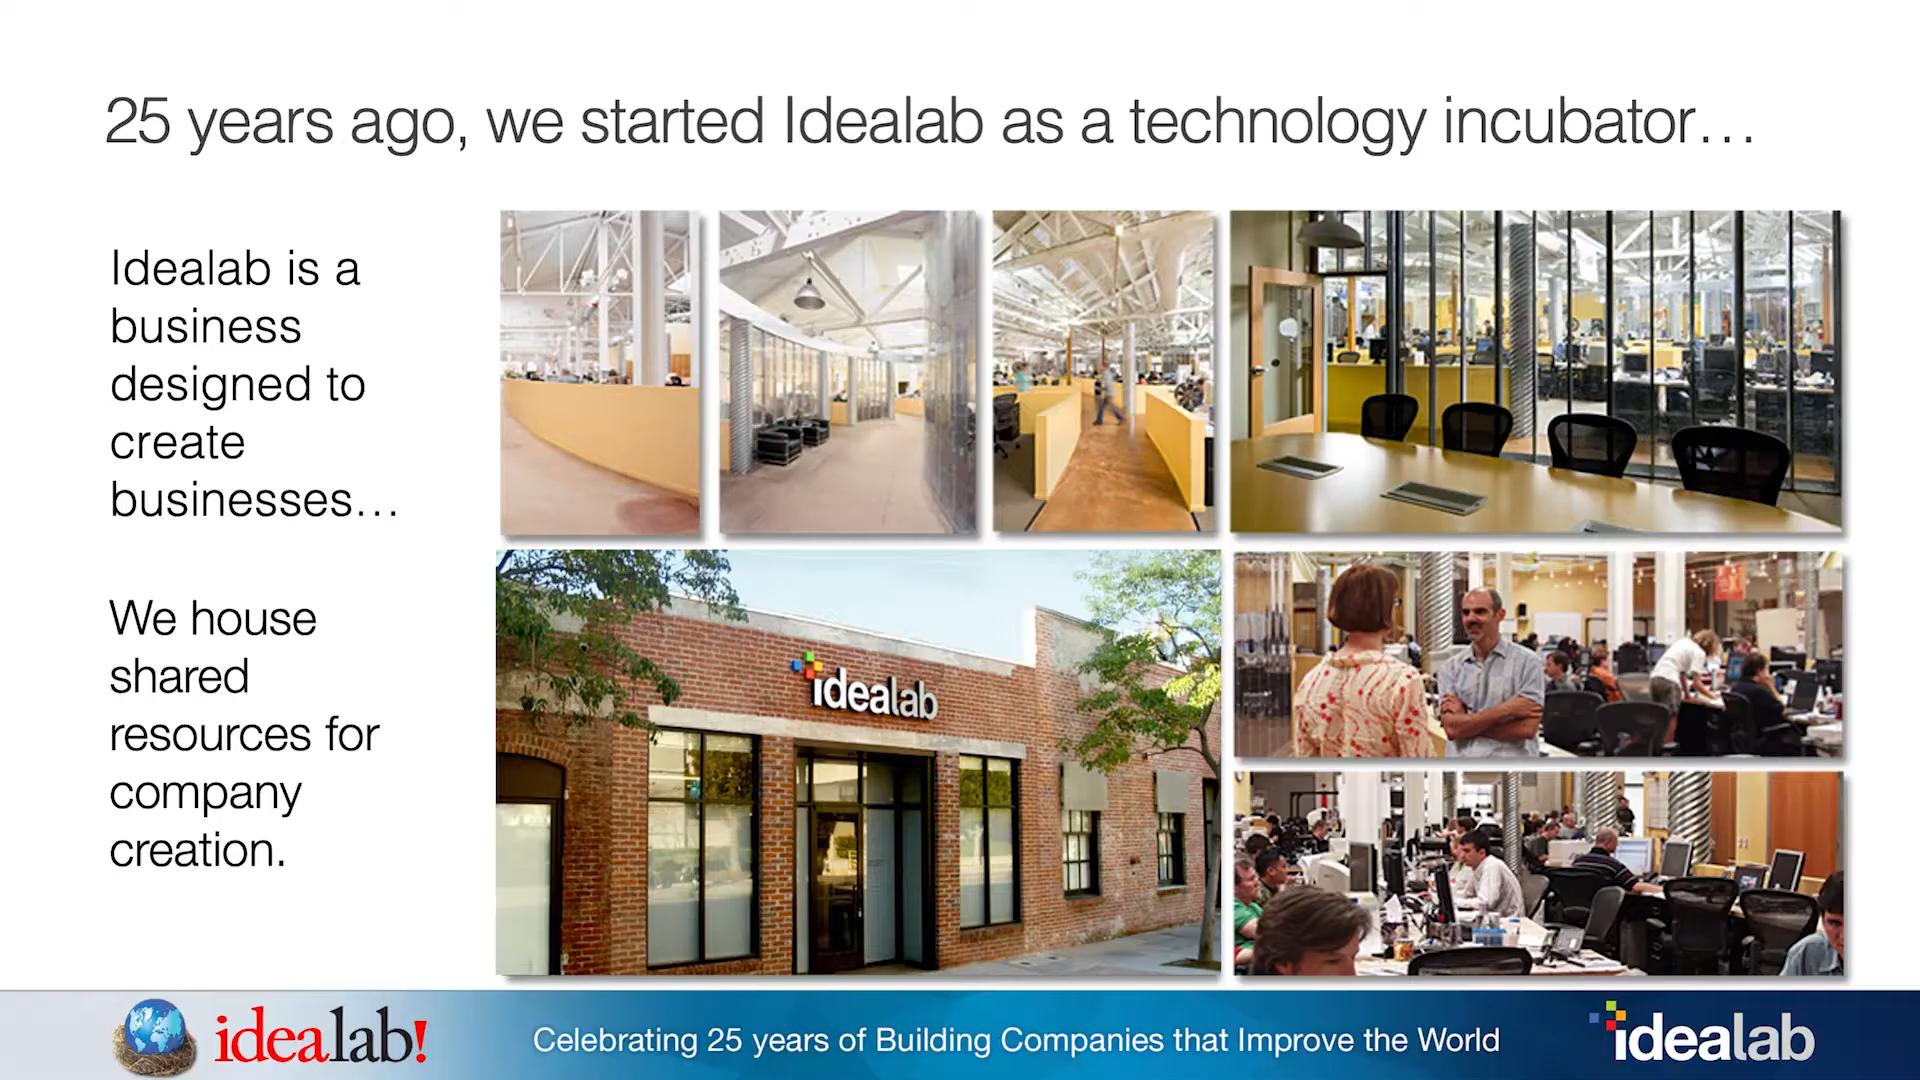 25 years ago, we started Idealab as a technology incubator…
Idealab is a
business
designed to
create
businesses…
We house
shared
resources for
company
creation.
idealab
idealab!
Celebrating 25 years of Building Companies that Improve the World
idealab